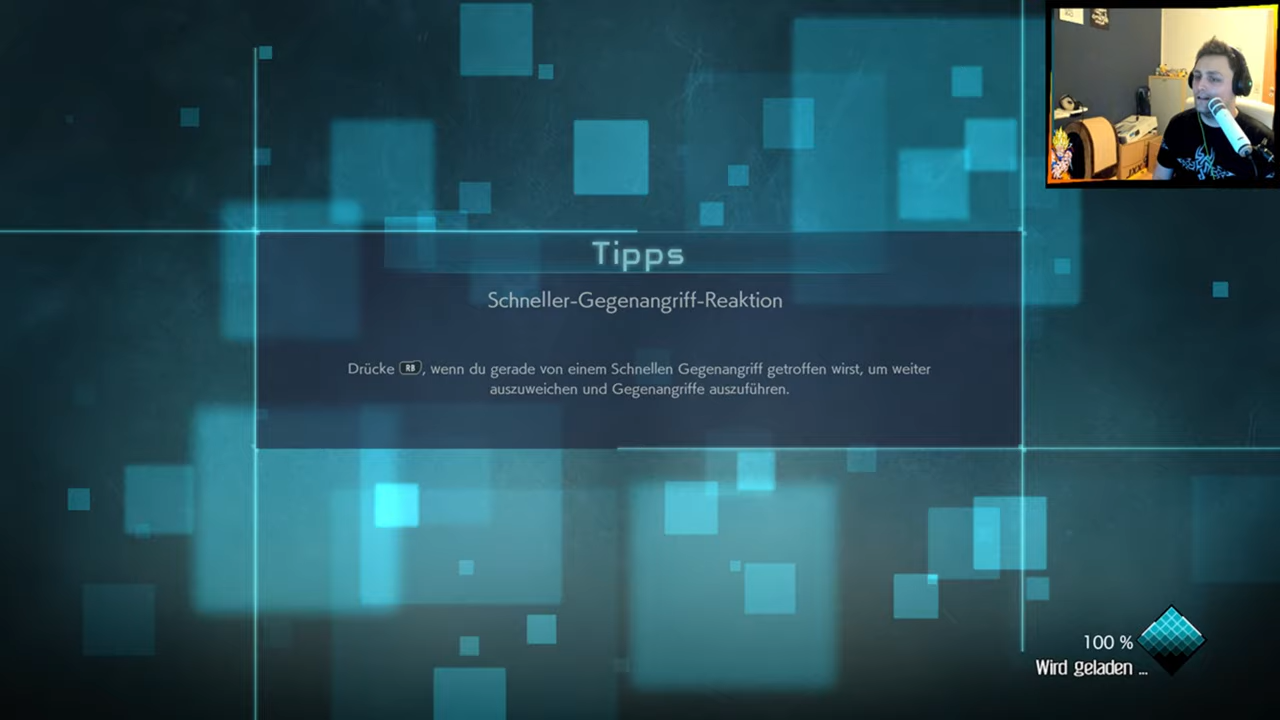 Tipps
Schneller-Gegenangriff-Reaktion
Drücke RB, wenn du gerade von einem Schnellen Gegenangriff getroffen wirst, um weiter
auszuweichen und Gegenangriffe auszuführen.
100 %
Wird geladen ...